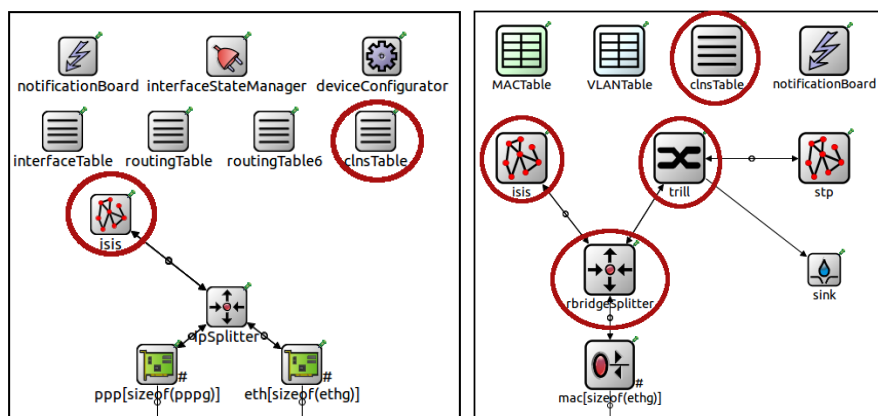 notificationBoard interfaceStateManager deviceConfigurator
interfaceTable routingTable routingTable6 clnsTable
isis
ipSplitter
#
#
ppp[sizeof(pppg)] eth[sizeof(ethg)]
MACTable VLANTable clnsTable notificationBoard
isis trill stp
rbridgeSplitter
sink
#
mac[sizeof(ethg)]